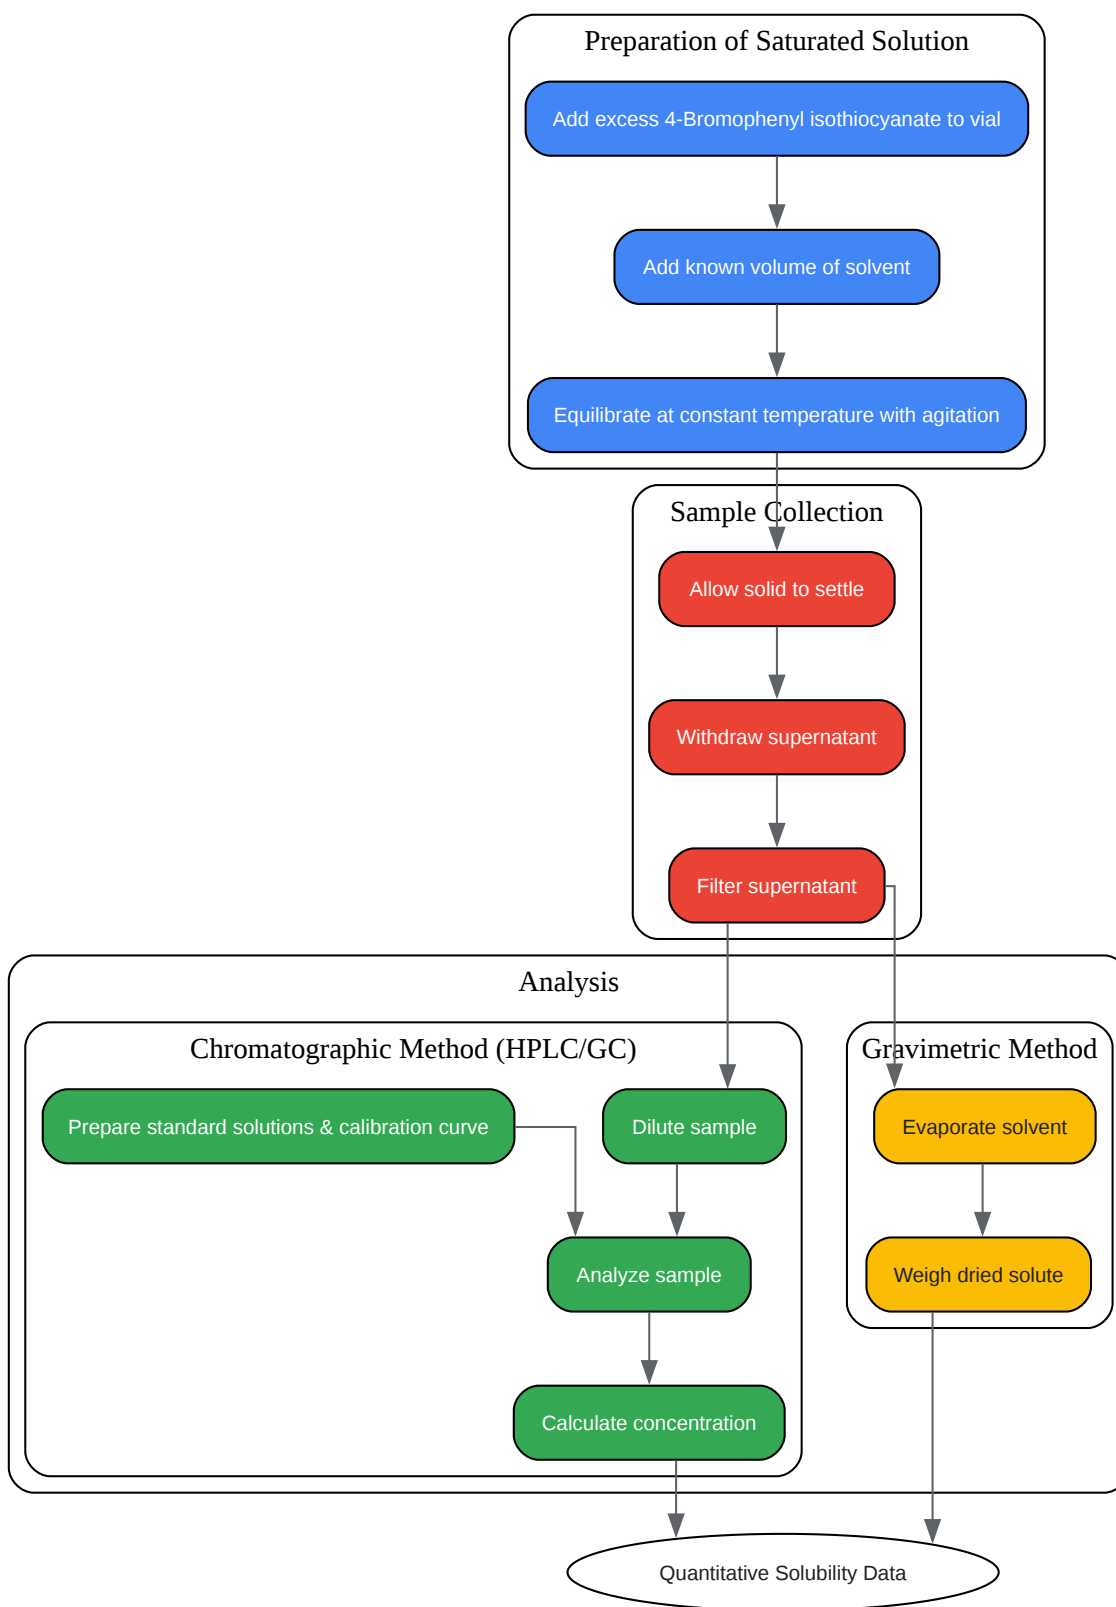 Preparation of Saturated Solution
Add excess 4-Bromophenyl isothiocyanate to vial
Add known volume of solvent
Equilibrate at constant temperature with agitation
Sample Collection
Allow solid to settle
Withdraw supernatant
Filter supernatant
Analysis
Chromatographic Method (HPLC/GC)
Gravimetric Method
Prepare standard solutions & calibration curve
Dilute sample
Evaporate solvent
Analyze sample
Weigh dried solute
Calculate concentration
Quantitative Solubility Data